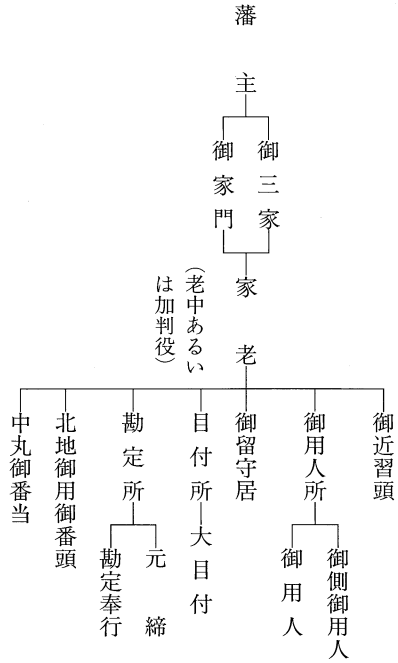 藩主
御三家
御家門
家老
(老中あるい
は加判役)
御近習頭
御用人所
御側御用人
御用人
御留守居
目付所
大目付
勘定所
元締
勘定奉行
北地御用御番頭
中丸御番当